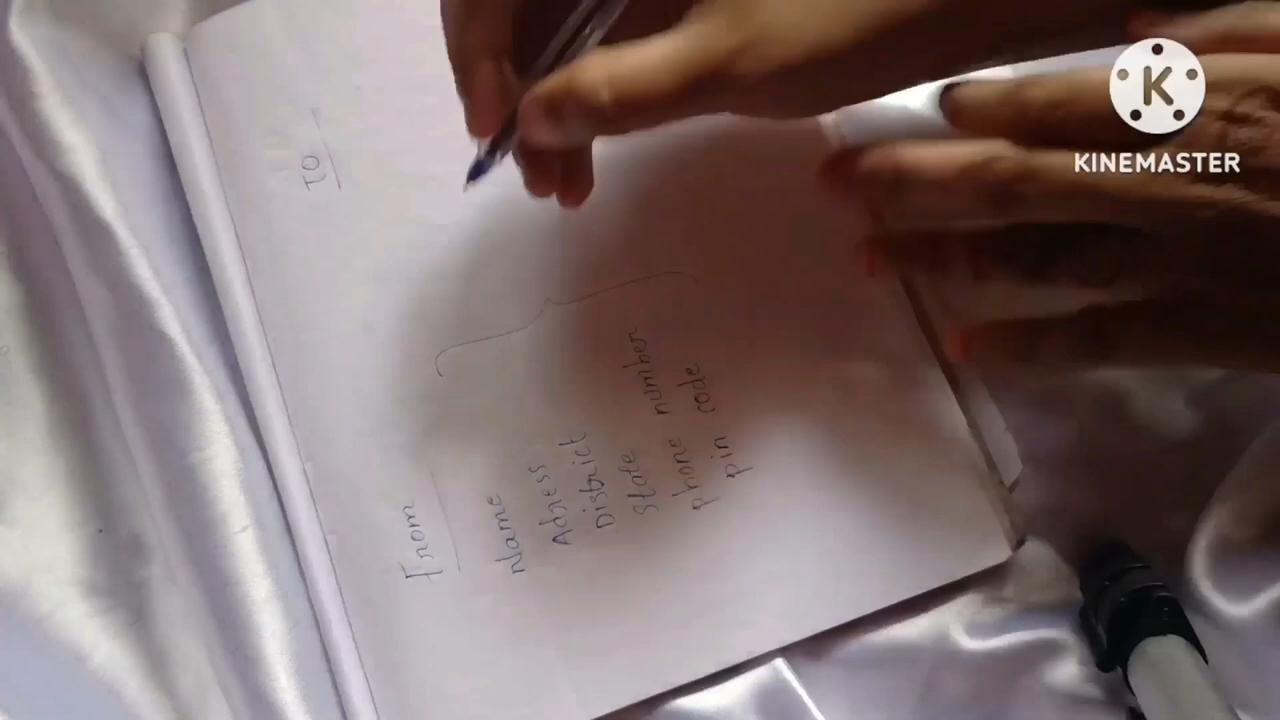 From
Name
Adress
District
State
phone number
pin code
TO
KINEMASTER